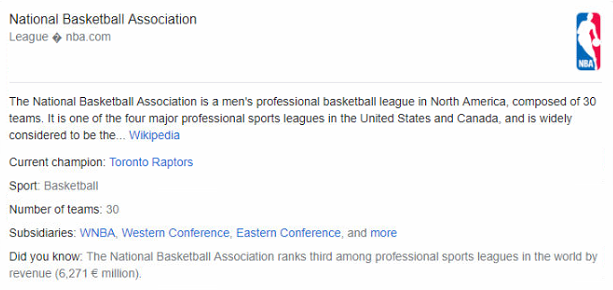 National Basketball Association
League � nba.com
NBA
The National Basketball Association is a men's professional basketball league in North America, composed of 30
teams. It is one of the four major professional sports leagues in the United States and Canada, and is widely
considered to be the... Wikipedia
Current champion: Toronto Raptors
Sport: Basketball
Number of teams: 30
Subsidiaries: WNBA, Western Conference, Eastern Conference, and more
Did you know: The National Basketball Association ranks third among professional sports leagues in the world by
revenue (6,271 € million).